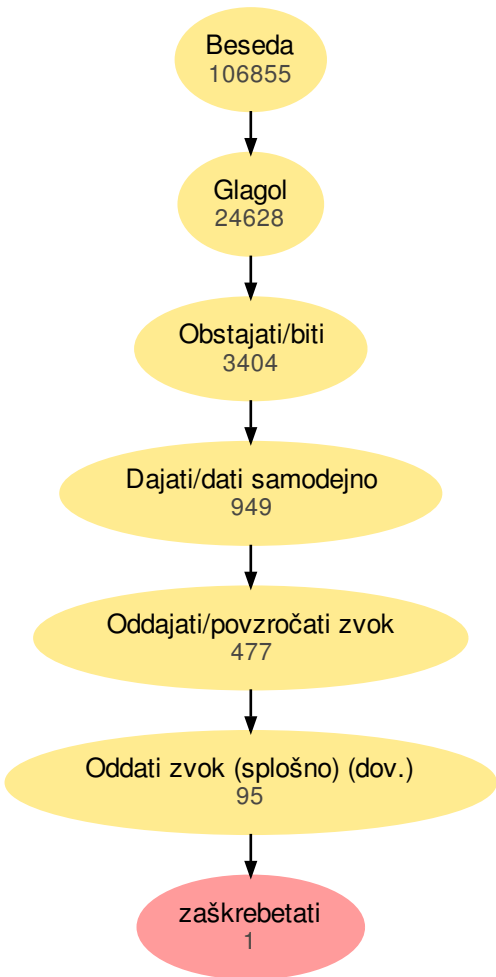 Beseda
106855
Glagol
24628
Obstajati/biti
3404
Dajati/dati samodejno
949
Oddajati/povzročati zvok
477
Oddati zvok (splošno) (dov.)
95
zaškrebetati
1